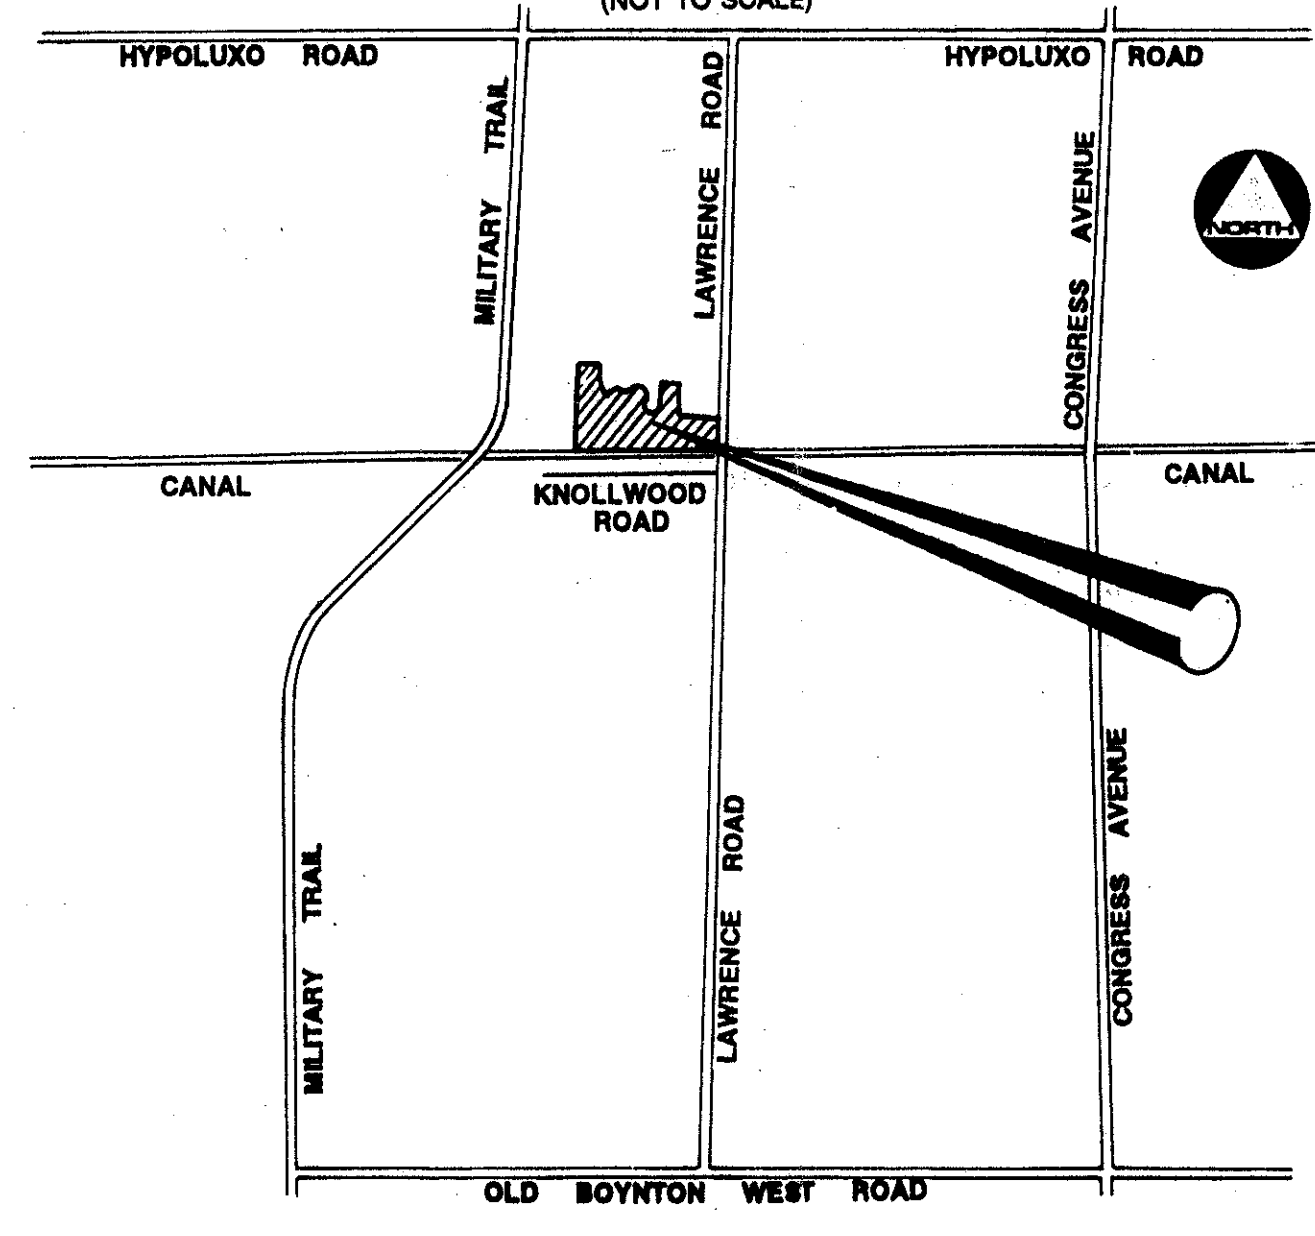 (NOT TO SCALE)
HYPOLUXO ROAD
HYPOLUXO ROAD
MILITARY TRAIL
LAWRENCE ROAD
CONGRESS AVENUE
NORTH
CANAL
CANAL
KNOLLWOOD
ROAD
MILITARY TRAIL
LAWRENCE ROAD
CONGRESS AVENUE
OLD BOYNTON WEST ROAD